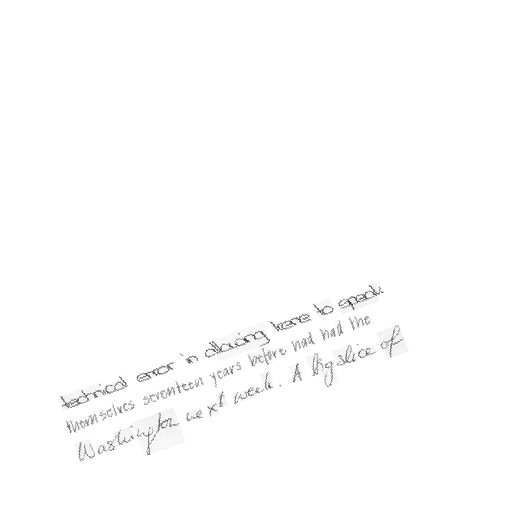 technical error in allowing Keene to speak
themselves seventeen years before had had the
Washington next week. A big slice of